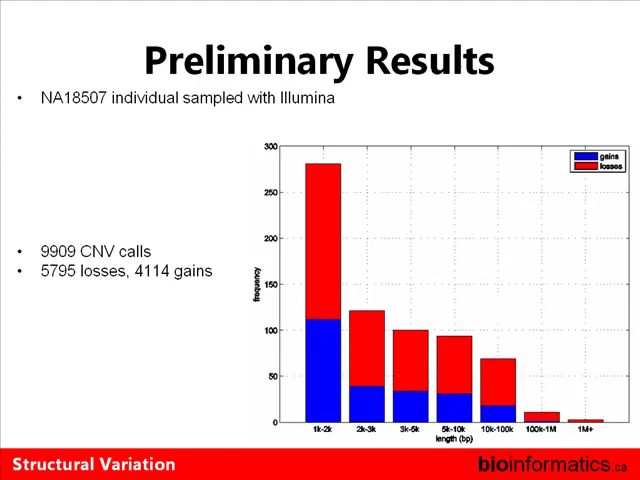 Preliminary Results
• NA18507 individual sampled with Illumina
• 9909 CNV calls
• 5795 losses, 4114 gains
300
250
200
150
100
50
0
frequency
gains
losses
1k-2k 2k-3k 3k-5k 5k-10k 10k-100k 100k-1M 1M+
length (bp)
Structural Variation
bioinformatics.ca